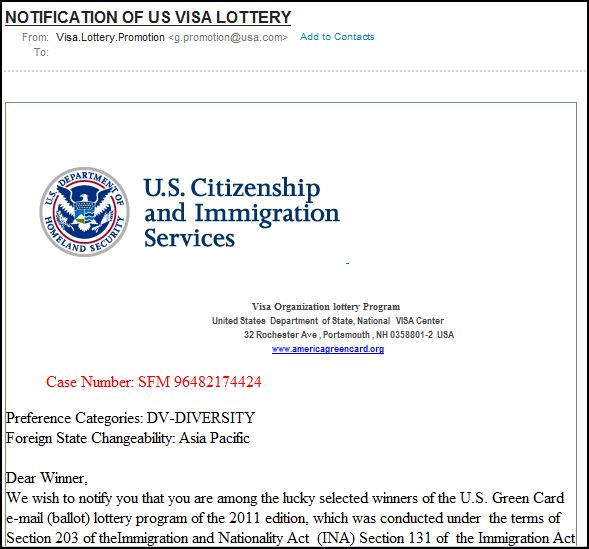 NOTIFICATION OF US VISA LOTTERY
From: Visa.Lottery.Promotion <g.promotion@usa.com> Add to Contacts
To:
U.S. DEPARTMENT OF
HOMELAND SECURITY
U.S. Citizenship
and Immigration
Services
Visa Organization lottery Program
United States Department of State, National VISA Center
32 Rochester Ave , Portsmouth , NH 0358801-2 USA
www.americagreencard.org
Case Number: SFM 96482174424
Preference Categories: DV-DIVERSITY
Foreign State Changeability: Asia Pacific
Dear Winner,
We wish to notify you that you are among the lucky selected winners of the U.S. Green Card
e-mail (ballot) lottery program of the 2011 edition, which was conducted under the terms of
Section 203 of theImmigration and Nationality Act (INA) Section 131 of the Immigration Act